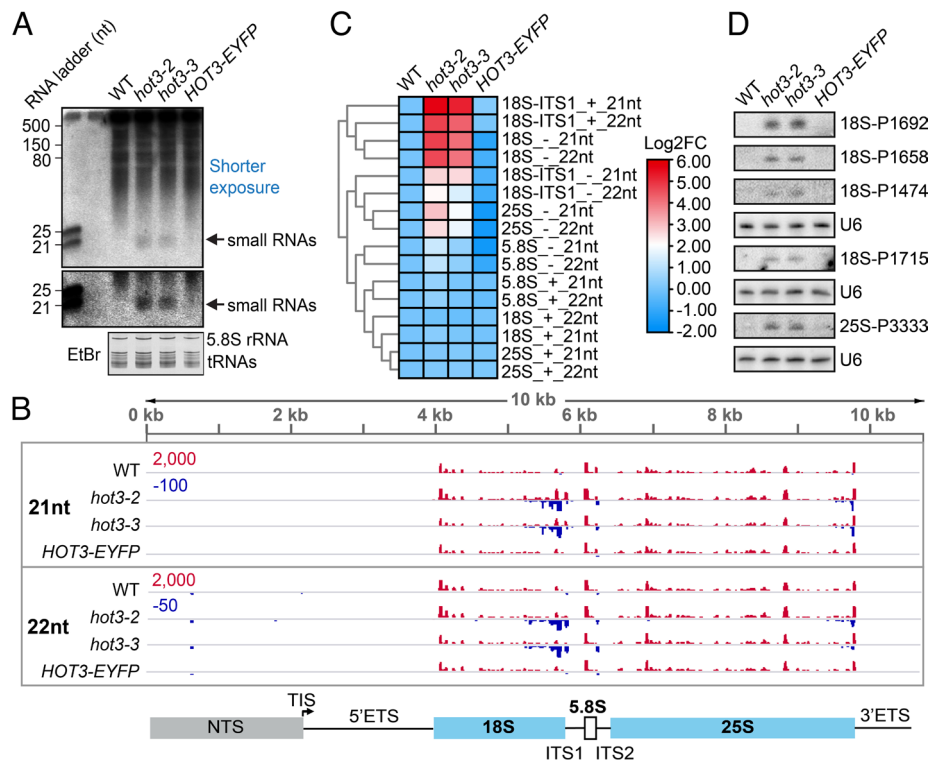 A
RNA ladder (nt)
WT
hot3-2
hot3-3
HOT3-EYFP
500
150
80
Shorter
exposure
25
21
small RNAs
25
21
small RNAs
EtBr
5.8S rRNA
tRNAs
C
WT
hot3-2
hot3-3
HOT3-EYFP
18S-ITS1_+_21nt
18S-ITS1_+_22nt
18S_-_21nt
18S_-_22nt
18S-ITS1_-_21nt
18S-ITS1_-_22nt
25S_-_21nt
25S_-_22nt
5.8S_-_21nt
5.8S_-_22nt
5.8S_+_21nt
5.8S_+_22nt
18S_+_22nt
18S_+_21nt
25S_+_21nt
25S_+_22nt
Log2FC
6.00
5.00
4.00
3.00
2.00
1.00
0.00
-1.00
-2.00
D
WT
hot3-2
hot3-3
HOT3-EYFP
18S-P1692
18S-P1658
18S-P1474
U6
18S-P1715
U6
25S-P3333
U6
B
10 kb
0 kb
2 kb
4 kb
6 kb
8 kb
10 kb
21nt
WT
2,000
-100
hot3-2
hot3-3
HOT3-EYFP
22nt
WT
2,000
-50
hot3-2
hot3-3
HOT3-EYFP
NTS
TIS
5'ETS
18S
ITS1
5.8S
ITS2
25S
3'ETS